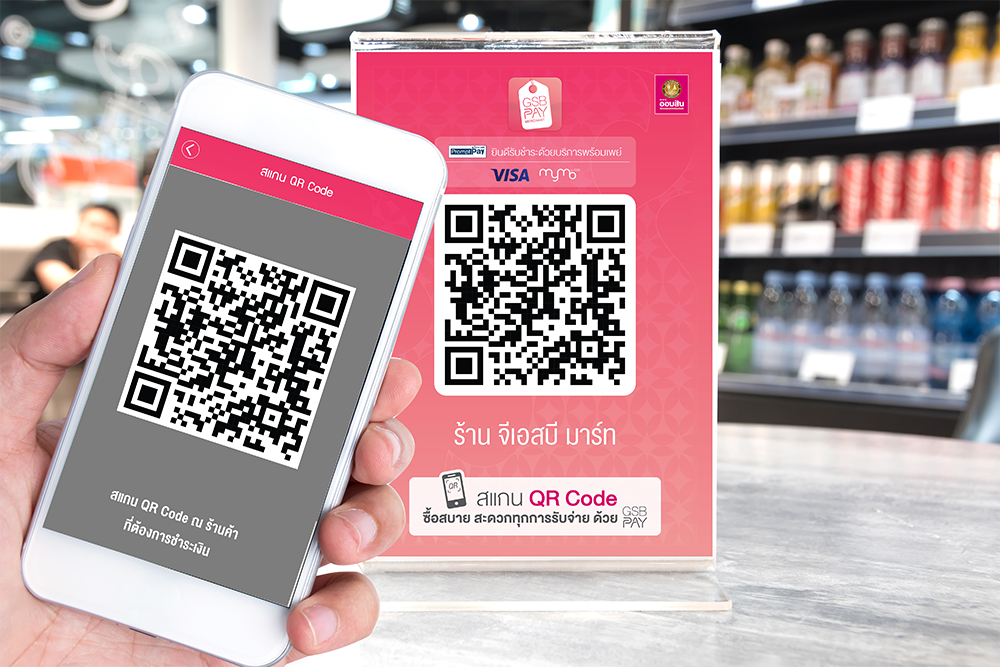 สแกน QR Code
สแกน QR Code ณ ร้านค้า
ที่ต้องการชำระเงิน
GSB
PAY
MERCHANT
ออมสิน
PromptPay ยินดีรับชำระด้วยบริการพร้อมเพย์
VISA mymo
ร้าน จีเอสบี มาร์ท
QR
สแกน QR Code
ซื้อสบาย สะดวกทุกการรับจ่าย ด้วย GSB PAY